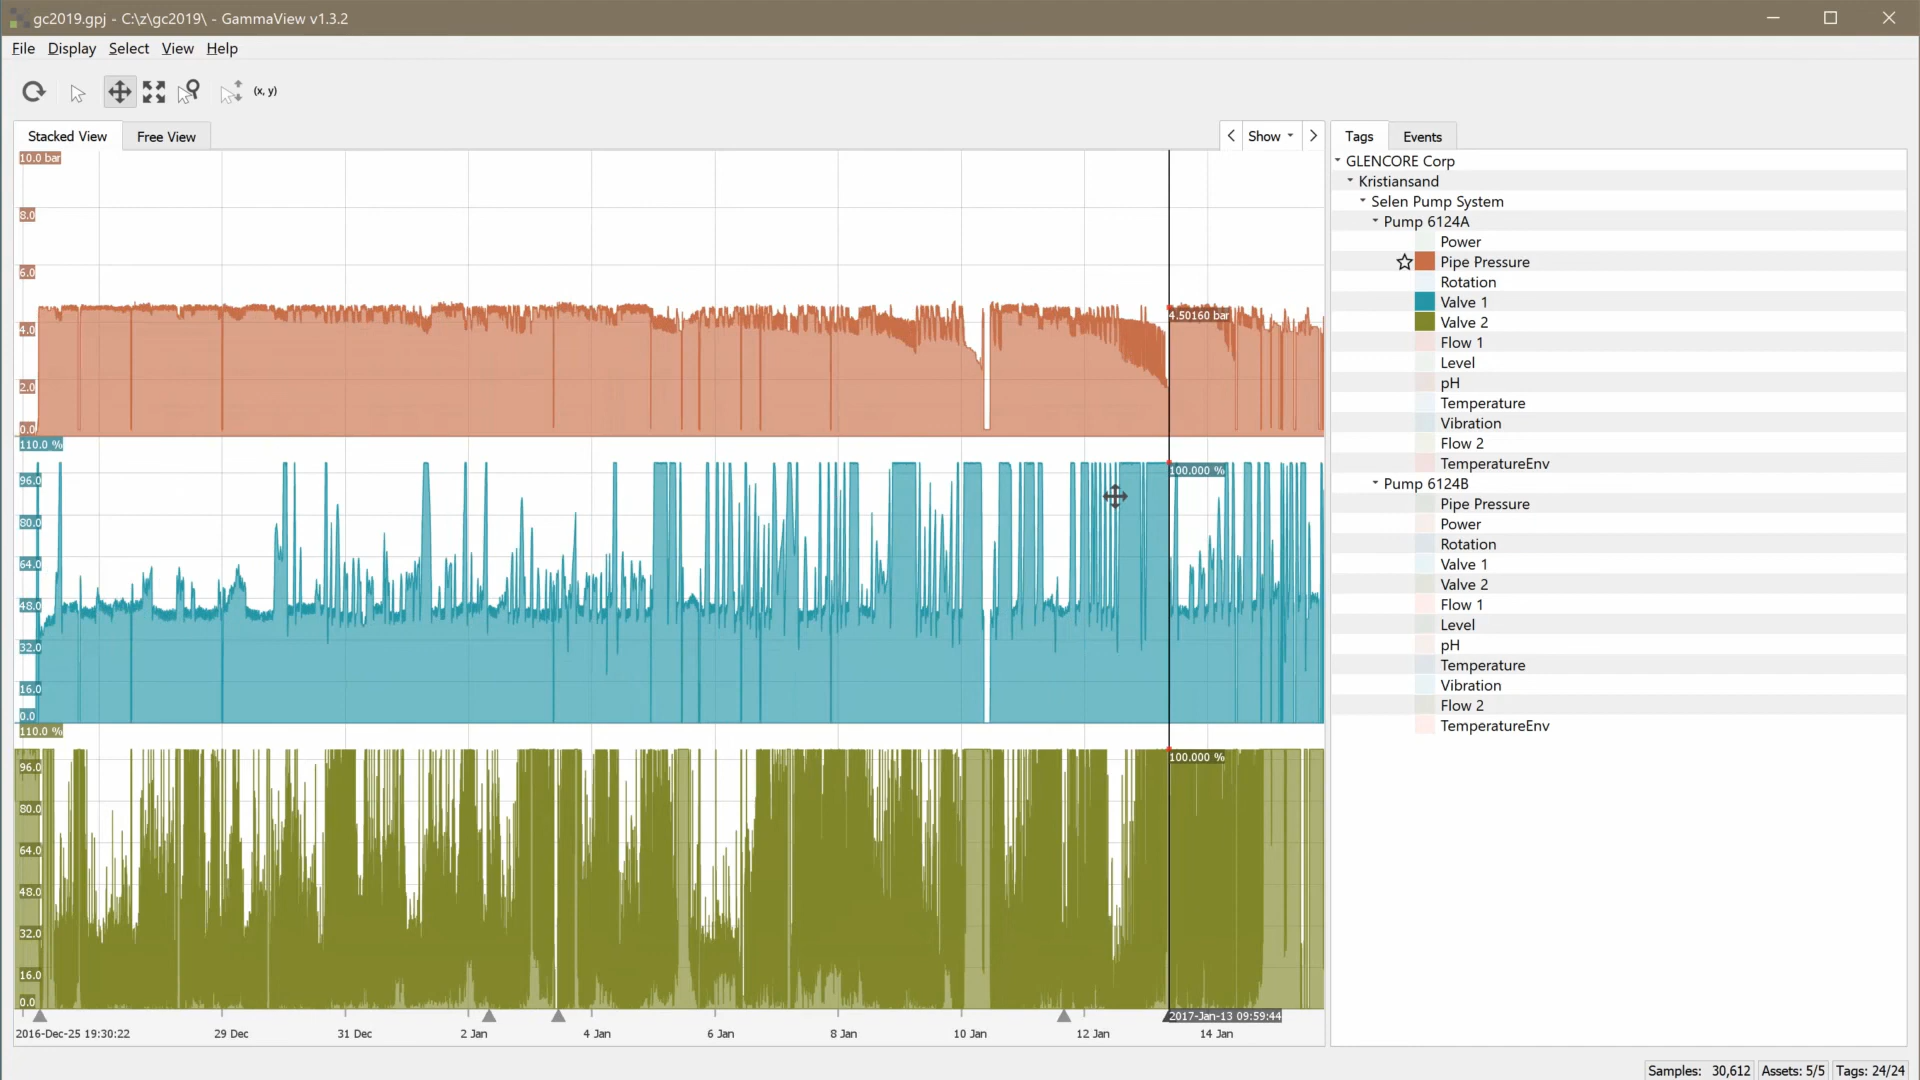 gc2019.gpj - C:\z\gc2019\ - GammaView v1.3.2
File Display Select View Help
(x, y)
Stacked View Free View
Show
10.0 bar
8.0
6.0
4.0
2.0
0.0
4.50160 bar
110.0 %
96.0
80.0
64.0
48.0
32.0
16.0
0.0
100.000 %
110.0 %
96.0
80.0
64.0
48.0
32.0
16.0
0.0
100.000 %
2017-Jan-13 09:59:44
2016-Dec-25 19:30:22 29 Dec 31 Dec 2 Jan 4 Jan 6 Jan 8 Jan 10 Jan 12 Jan 14 Jan
Tags Events
GLENCORE Corp
Kristiansand
Selen Pump System
Pump 6124A
Power
Pipe Pressure
Rotation
Valve 1
Valve 2
Flow 1
Level
pH
Temperature
Vibration
Flow 2
TemperatureEnv
Pump 6124B
Pipe Pressure
Power
Rotation
Valve 1
Valve 2
Flow 1
Level
pH
Temperature
Vibration
Flow 2
TemperatureEnv
Samples: 30,612 Assets: 5/5 Tags: 24/24